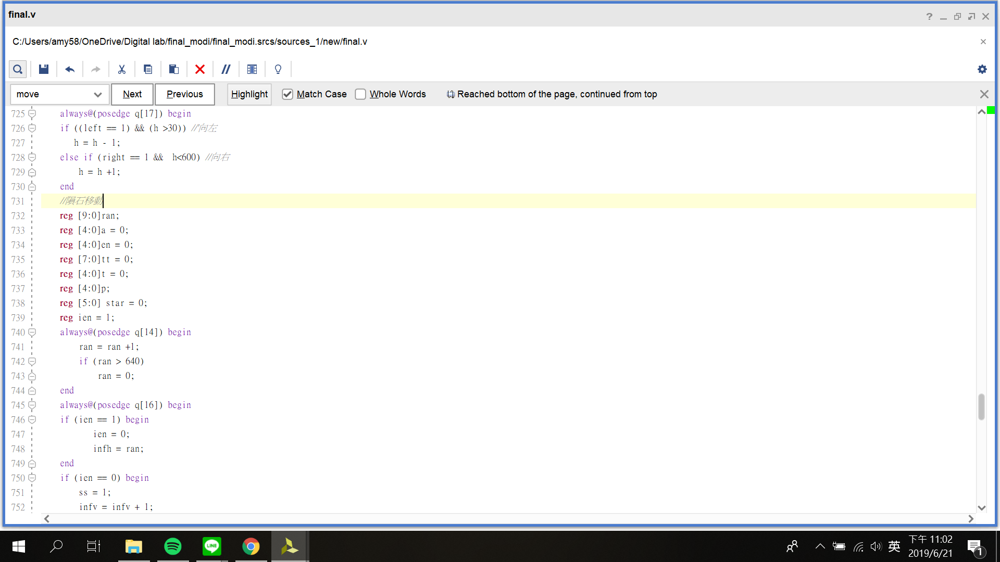 final.v
C:/Users/amy58/OneDrive/Digital lab/final_modi/final_modi.srcs/sources_1/new/final.v
move Next Previous Highlight Match Case Whole Words Reached bottom of the page, continued from top
725 always@(posedge q[17]) begin
726 if ((left == 1) && (h >30)) //向左
727 h = h - 1;
728 else if (right == 1 && h<600) //向右
729 h = h +1;
730 end
731 //隕石移動
732 reg [9:0]ran;
733 reg [4:0]a = 0;
734 reg [4:0]en = 0;
735 reg [7:0]tt = 0;
736 reg [4:0]t = 0;
737 reg [4:0]p;
738 reg [5:0] star = 0;
739 reg ien = 1;
740 always@(posedge q[14]) begin
741 ran = ran +1;
742 if (ran > 640)
743 ran = 0;
744 end
745 always@(posedge q[16]) begin
746 if (ien == 1) begin
747 ien = 0;
748 infh = ran;
749 end
750 if (ien == 0) begin
751 ss = 1;
752 infv = infv + 1;
LINE
英
下午 11:02
2019/6/21
1